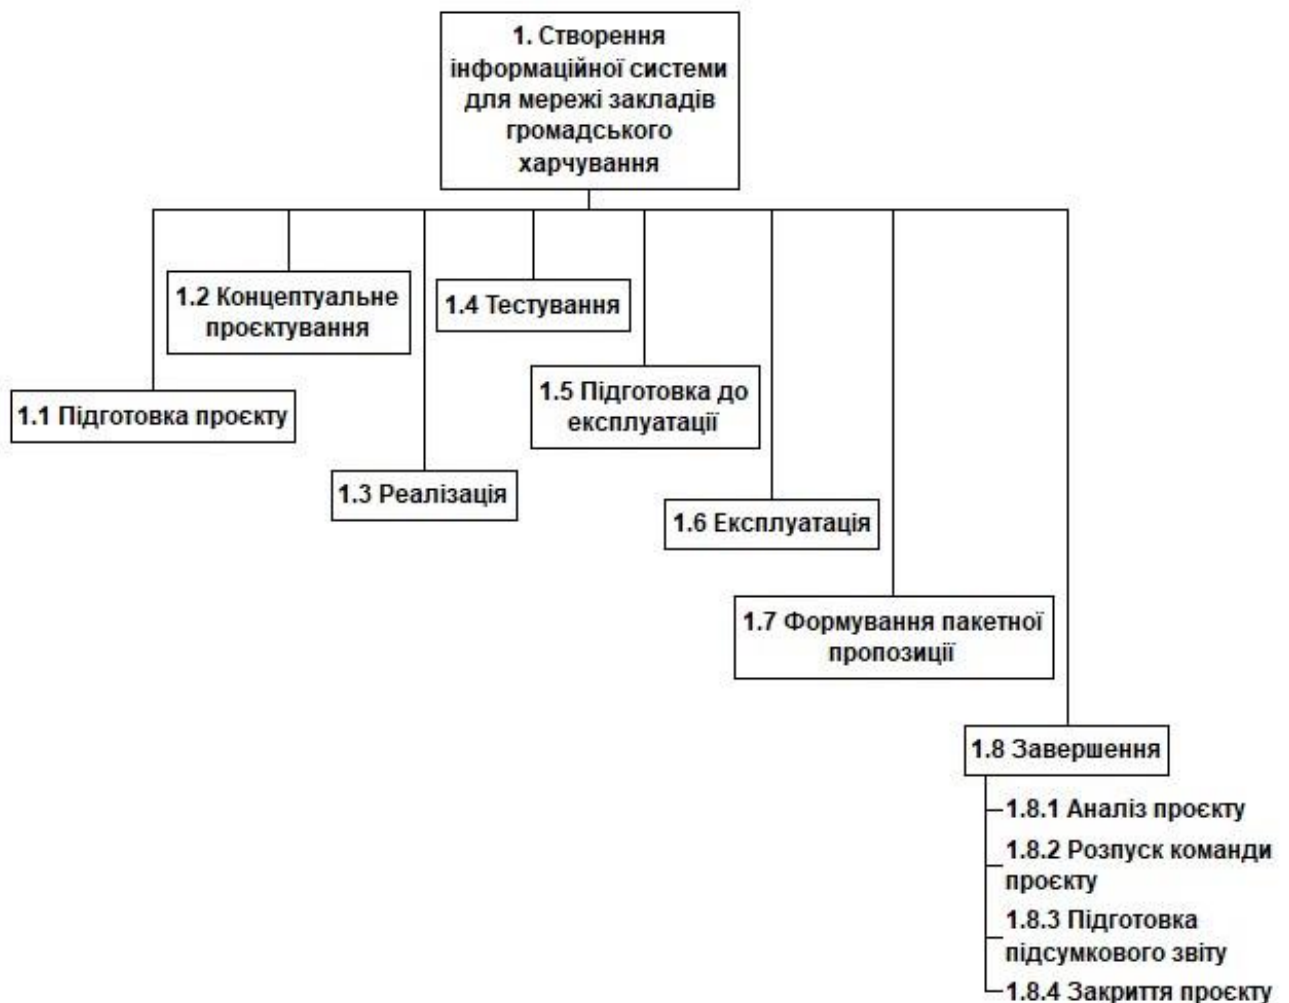 1. Створення
інформаційної системи
для мережі закладів
громадського
харчування
1.1 Підготовка проєкту
1.2 Концептуальне
проєктування
1.3 Реалізація
1.4 Тестування
1.5 Підготовка до
експлуатації
1.6 Експлуатація
1.7 Формування пакетної
пропозиції
1.8 Завершення
1.8.1 Аналіз проєкту
1.8.2 Розпуск команди
проєкту
1.8.3 Підготовка
підсумкового звіту
1.8.4 Закриття проєкту